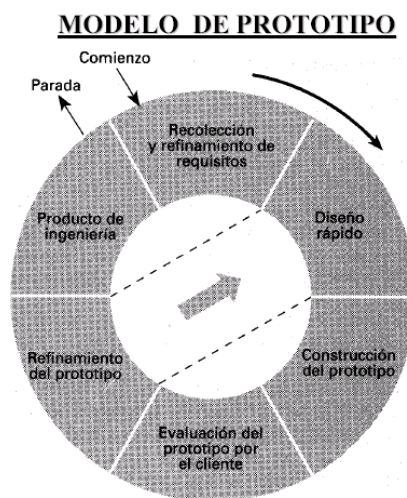 MODELO DE PROTOTIPO
Comienzo
Parada
Recolección
y refinamiento de
requisitos
Diseño
rápido
Construcción
del prototipo
Evaluación del
prototipo por
el cliente
Refinamiento
del prototipo
Producto de
ingeniería